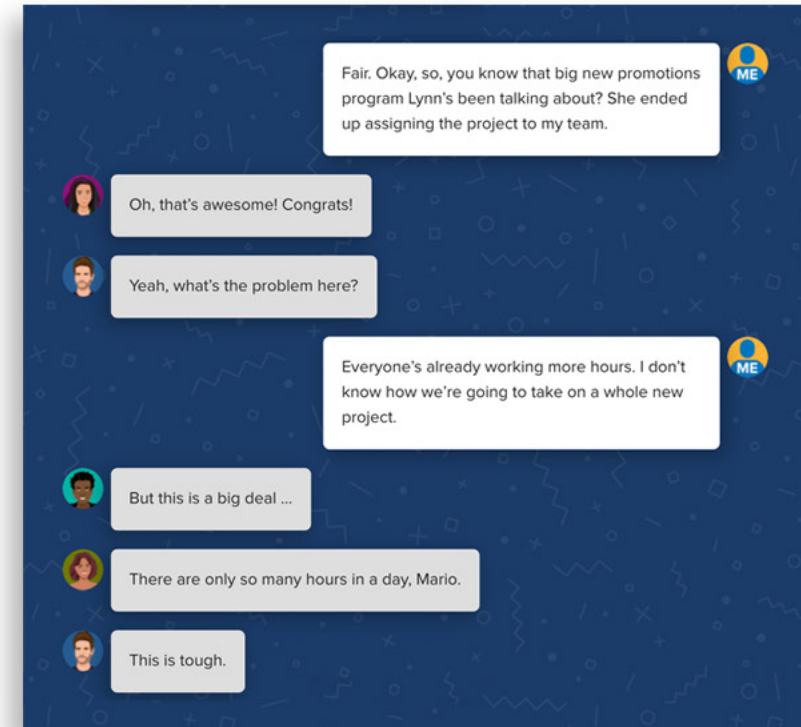 Fair. Okay, so, you know that big new promotions
program Lynn’s been talking about? She ended
up assigning the project to my team.
ME
Oh, that’s awesome! Congrats!
Yeah, what’s the problem here?
Everyone’s already working more hours. I don’t
know how we’re going to take on a whole new
project.
ME
But this is a big deal ...
There are only so many hours in a day, Mario.
This is tough.